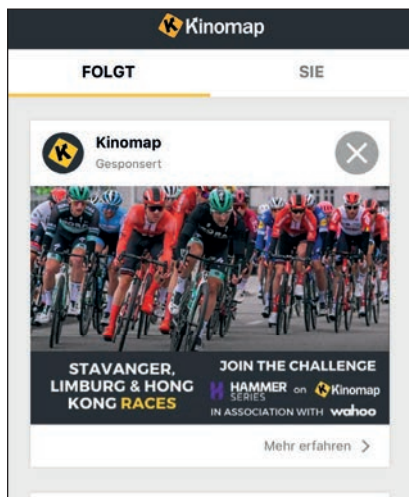 Kinomap
FOLGT
SIE
Kinomap
Gesponsert
STAVANGER,
LIMBURG & HONG
KONG RACES
JOIN THE CHALLENGE
HAMMER SERIES on Kinomap
IN ASSOCIATION WITH wahoo
Mehr erfahren >